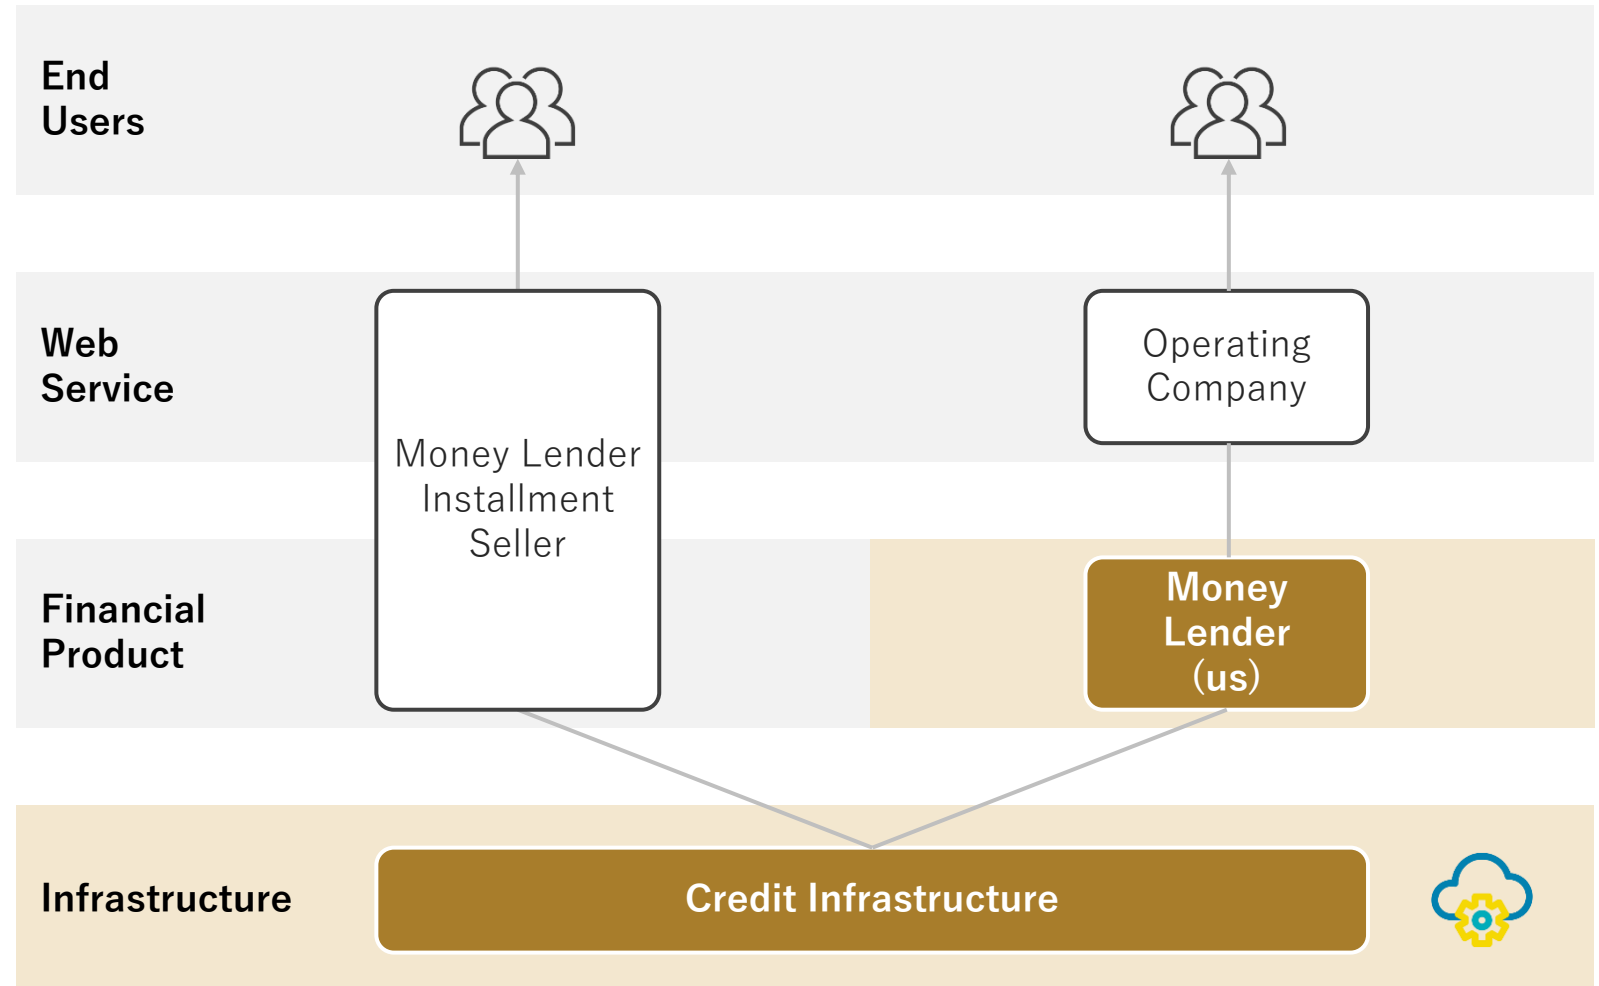 End
Users
Web
Service
Operating
Company
Money Lender
Installment
Seller
Financial
Product
Money
Lender
(us)
Infrastructure
Credit Infrastructure